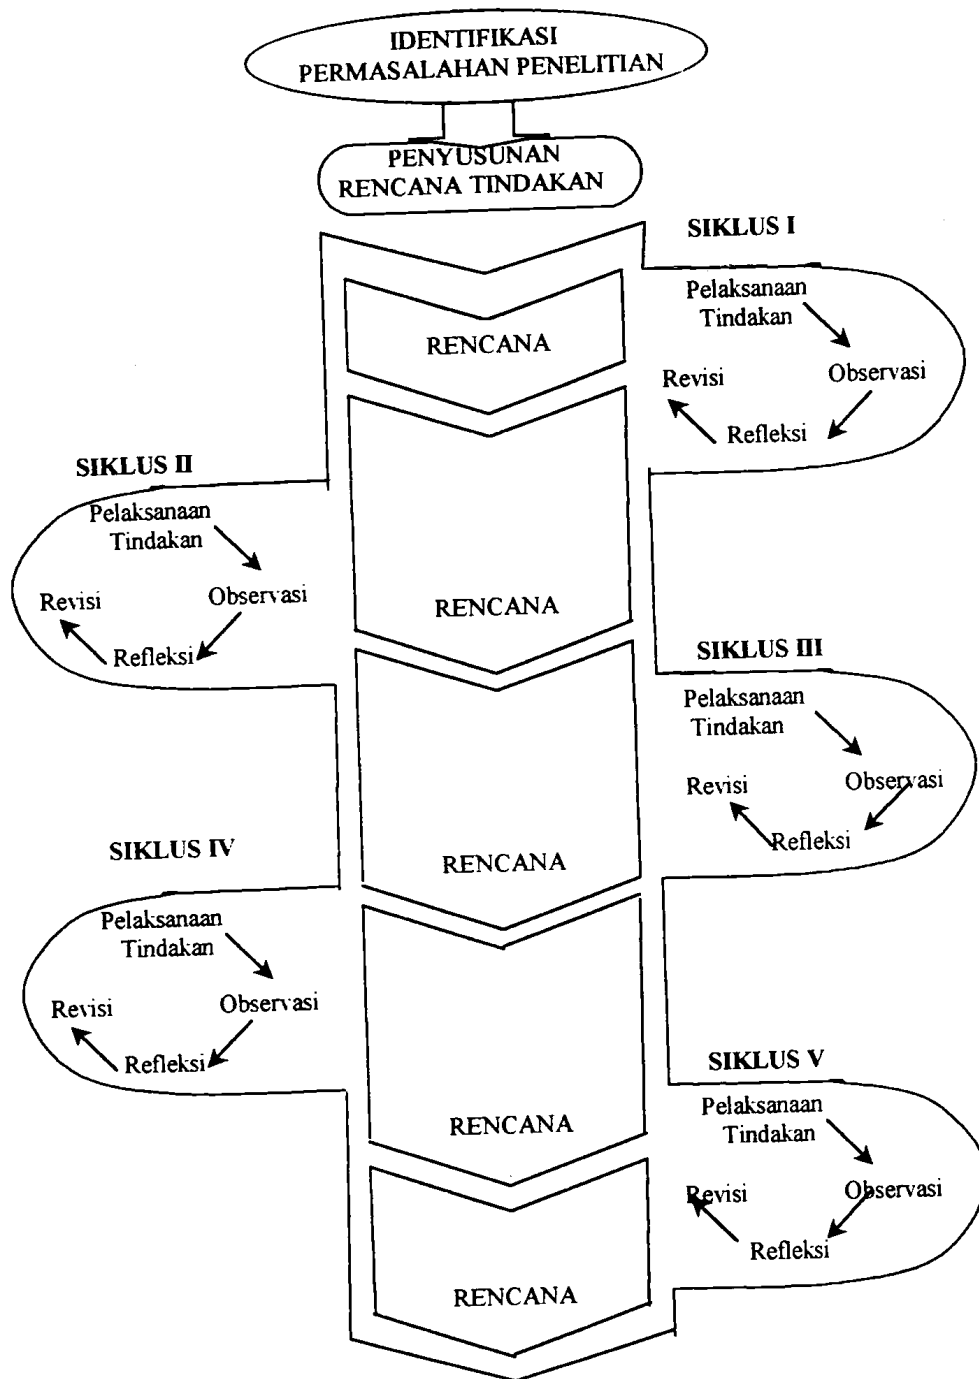 IDENTIFIKASI
PERMASALAHAN PENELITIAN
PENYUSUNAN
RENCANA TINDAKAN
SIKLUS I
Pelaksanaan
Tindakan
Observasi
Refleksi
Revisi
RENCANA
SIKLUS II
Pelaksanaan
Tindakan
Observasi
Refleksi
Revisi
RENCANA
SIKLUS III
Pelaksanaan
Tindakan
Observasi
Refleksi
Revisi
RENCANA
SIKLUS IV
Pelaksanaan
Tindakan
Observasi
Refleksi
Revisi
RENCANA
SIKLUS V
Pelaksanaan
Tindakan
Observasi
Refleksi
Revisi
RENCANA